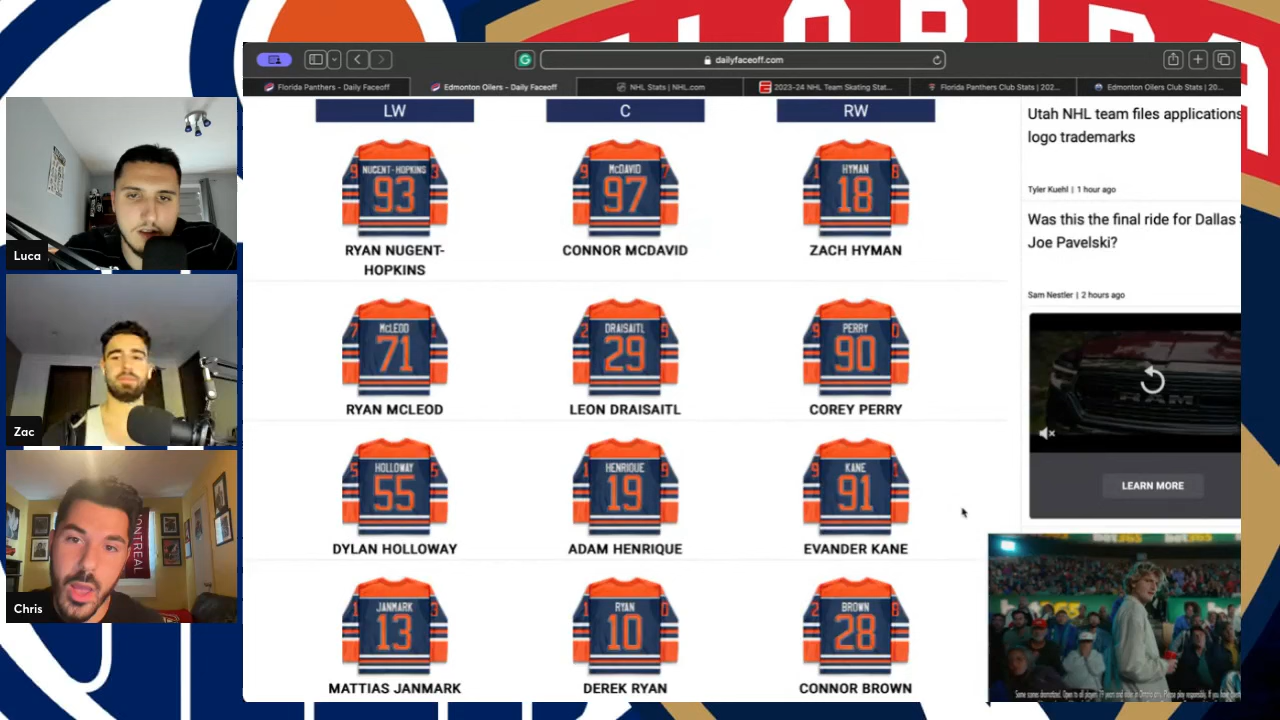 FLORIDA
dailyfaceoff.com
Florida Panthers - Daily Faceoff
Edmonton Oilers - Daily Faceoff
NHL Stats | NHL.com
2023-24 NHL Team Skating Stat...
Florida Panthers Club Stats | 202...
Edmonton Oilers Club Stats | 20...
LW
C
RW
NUGENT-HOPKINS
93
McDAVID
97
HYMAN
18
RYAN NUGENT-
HOPKINS
CONNOR MCDAVID
ZACH HYMAN
McLEOD
71
DRAISAITL
29
PERRY
90
RYAN MCLEOD
LEON DRAISAITL
COREY PERRY
HOLLOWAY
55
HENRIQUE
19
KANE
91
DYLAN HOLLOWAY
ADAM HENRIQUE
EVANDER KANE
JANMARK
13
RYAN
10
BROWN
28
MATTIAS JANMARK
DEREK RYAN
CONNOR BROWN
Utah NHL team files applications
logo trademarks
Tyler Kuehl | 1 hour ago
Was this the final ride for Dallas
Joe Pavelski?
Sam Nestler | 2 hours ago
RAM
LEARN MORE
bet365
Luca
Zac
Chris
MONTREAL